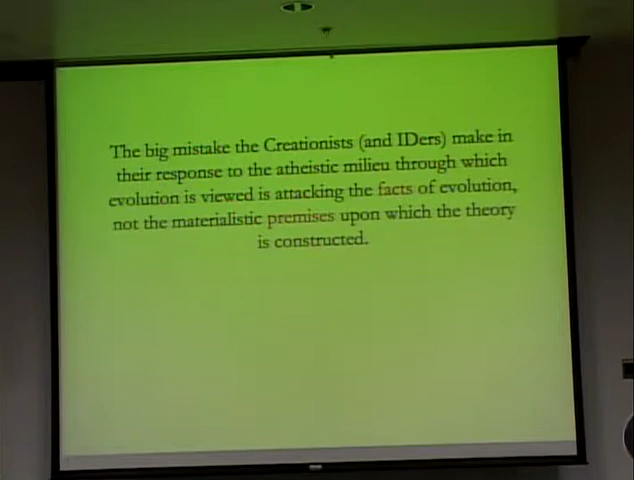 The big mistake the Creationists (and IDers) make in
their response to the atheistic milieu through which
evolution is viewed is attacking the facts of evolution,
not the materialistic premises upon which the theory
is constructed.